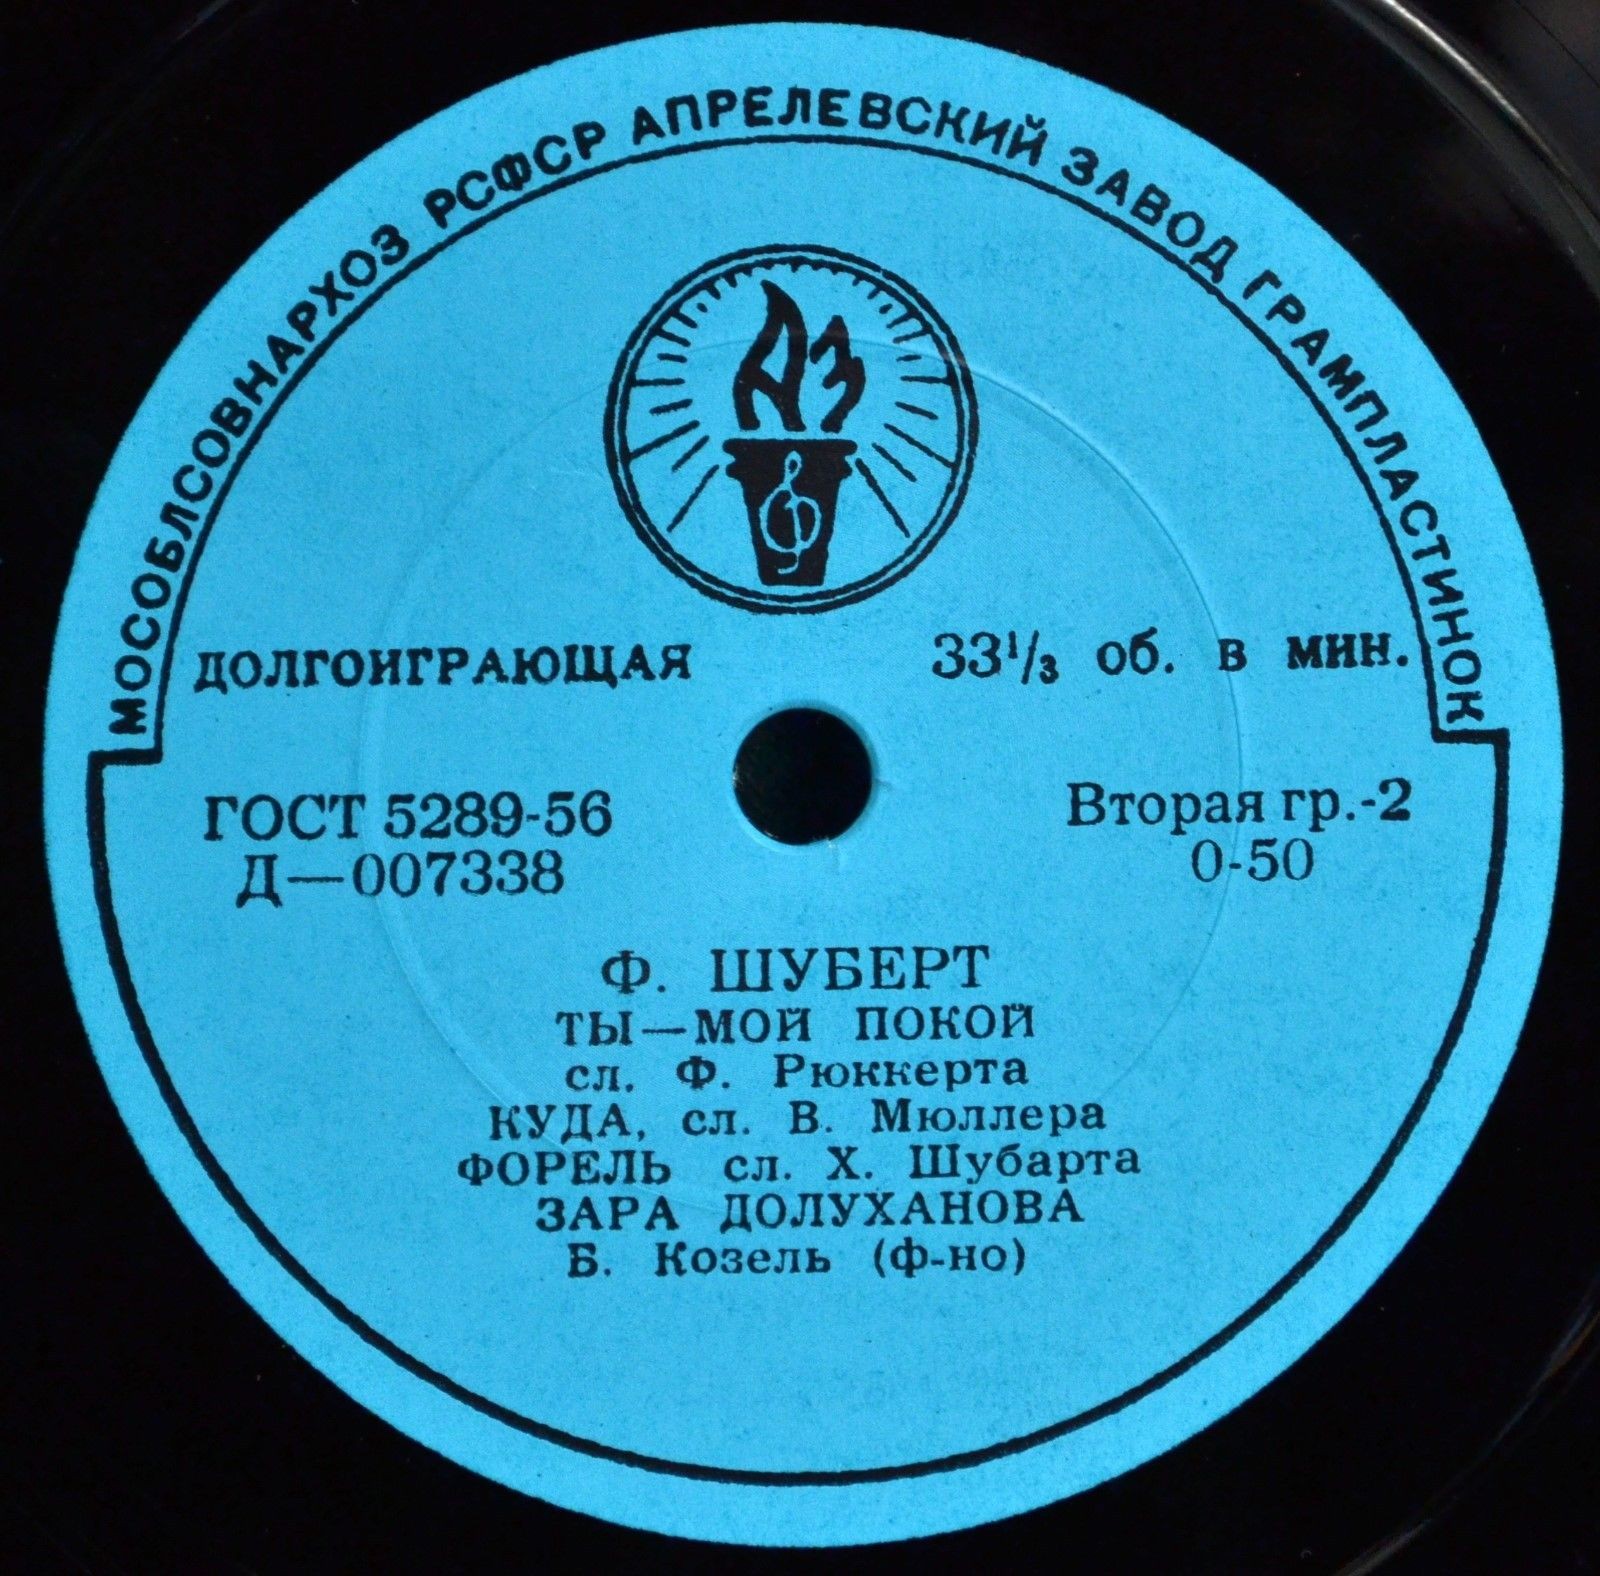 МОСОБЛСОВНАРХОЗ РСФСР АПРЕЛЕВСКИЙ ЗАВОД ГРАМПЛАСТИНОК
АЗ
ДОЛГОИГРАЮЩАЯ 33⅓ об. в мин.
ГОСТ 5289-56 Вторая гр.-2
Д—007338 0-50
Ф. ШУБЕРТ
ТЫ—МОЙ ПОКОЙ
сл. Ф. Рюккерта
КУДА, сл. В. Мюллера
ФОРЕЛЬ сл. Х. Шубарта
ЗАРА ДОЛУХАНОВА
Б. Козель (ф-но)